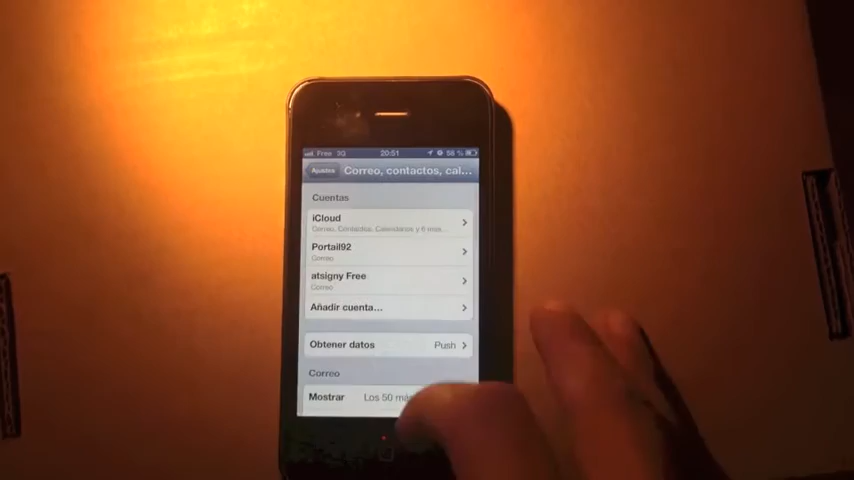 Free 3G 20:51 58 %
Ajustes Correo, contactos, cal...
Cuentas
iCloud
Correo, Contactos, Calendarios y 6 más...
Portail92
Correo
atsigny Free
Correo
Añadir cuenta...
Obtener datos Push
Correo
Mostrar Los 50 más